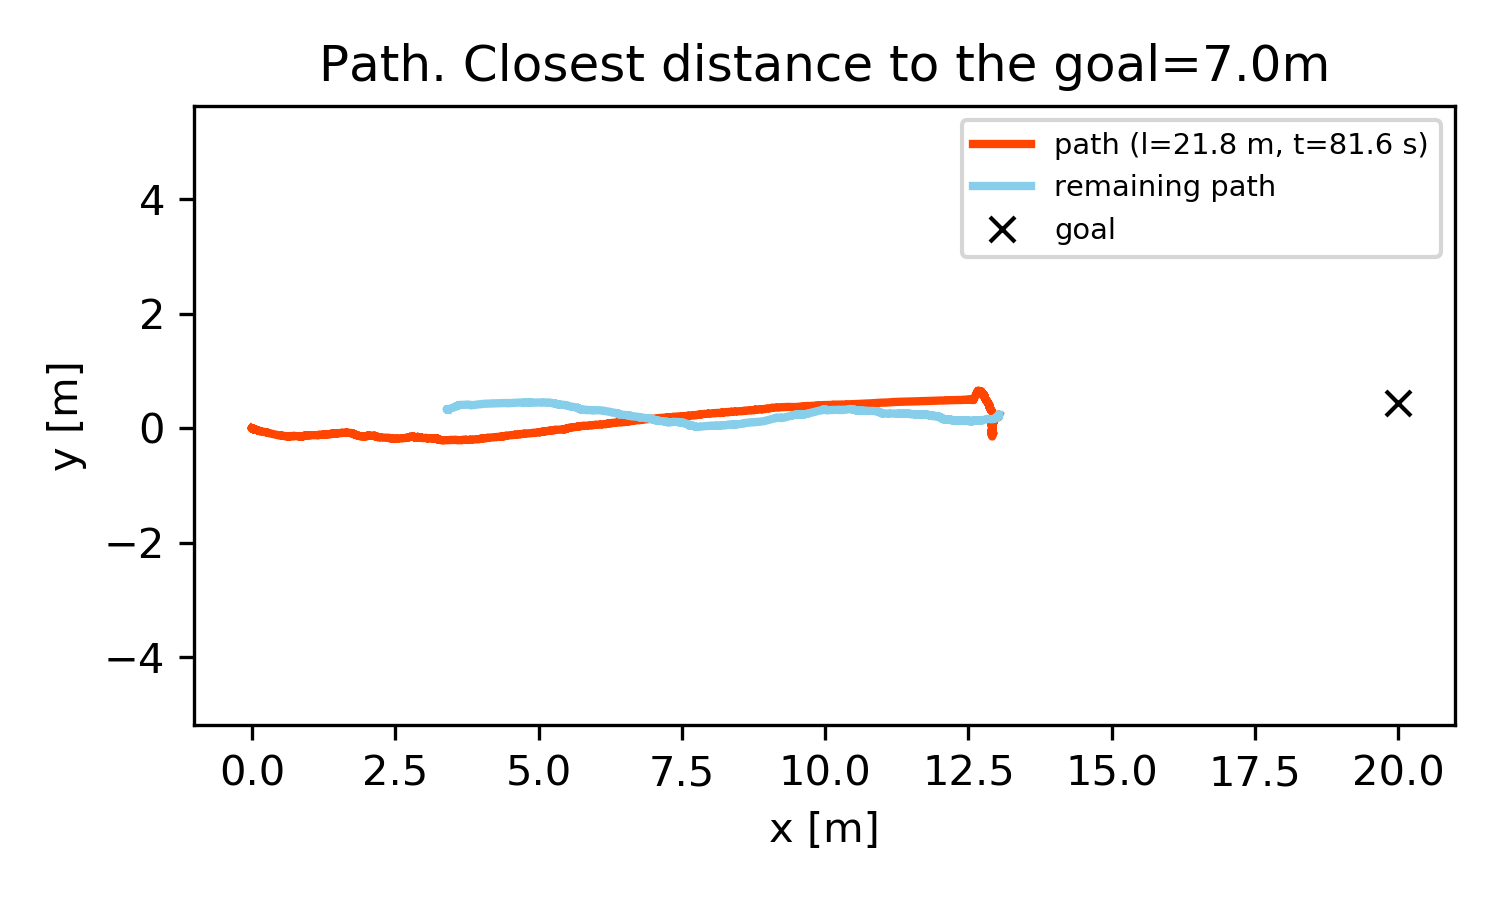 Path. Closest distance to the goal=7.0m
path (l=21.8 m, t=81.6 s)
remaining path
goal
4
2
0
−2
−4
y [m]
0.0 2.5 5.0 7.5 10.0 12.5 15.0 17.5 20.0
x [m]